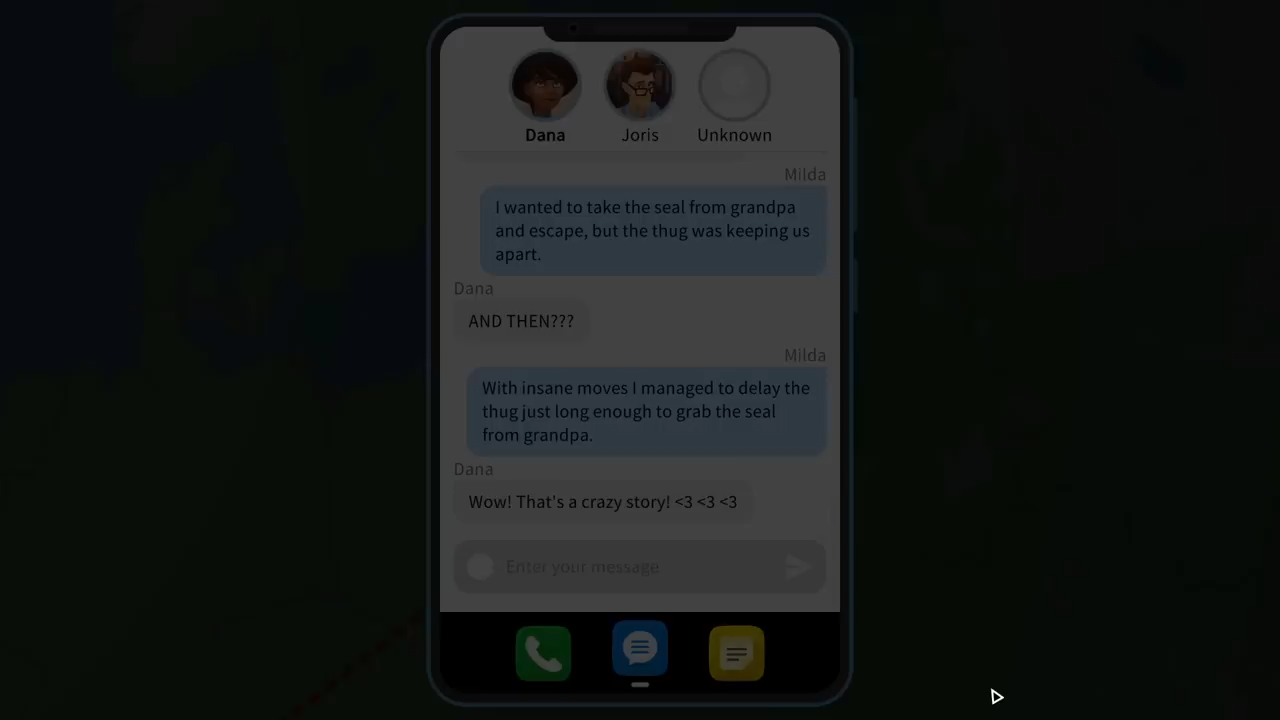 Dana Joris Unknown
Milda
I wanted to take the seal from grandpa
and escape, but the thug was keeping us
apart.
Dana
AND THEN???
Milda
With insane moves I managed to delay the
thug just long enough to grab the seal
from grandpa.
Dana
Wow! That's a crazy story! <3 <3 <3
Enter your message